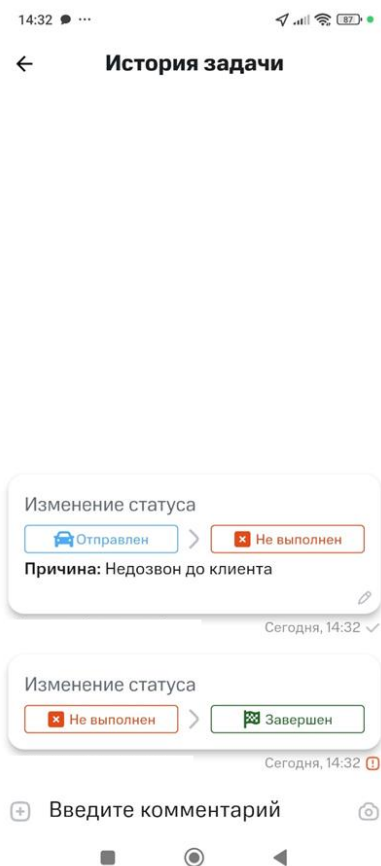 14:32
87
История задачи
Изменение статуса
Отправлен
Не выполнен
Причина: Недозвон до клиента
Сегодня, 14:32
Изменение статуса
Не выполнен
Завершен
Сегодня, 14:32
Введите комментарий